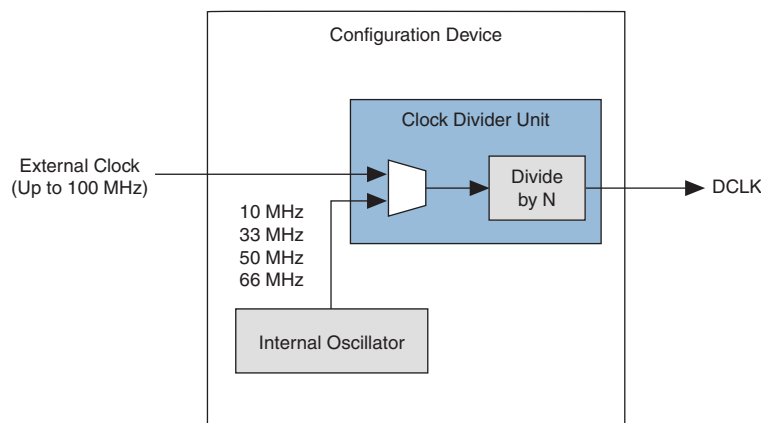 Configuration Device
Clock Divider Unit
External Clock
(Up to 100 MHz)
Divide
by N
DCLK
10 MHz
33 MHz
50 MHz
66 MHz
Internal Oscillator